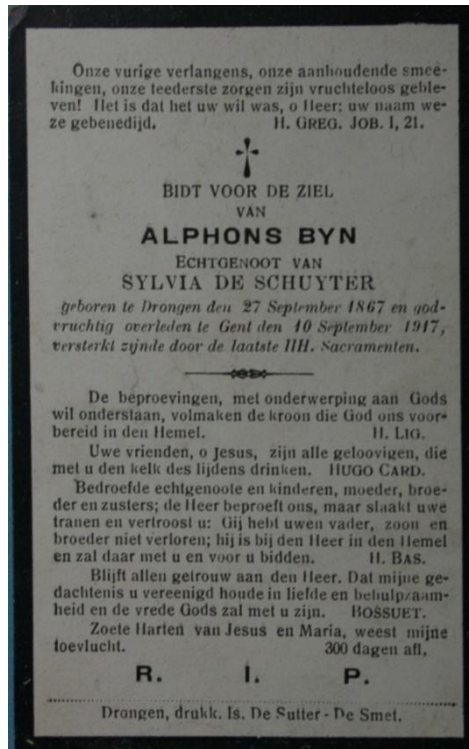 Onze vurige verlangens, onze aanhoudende smee-
kingen, onze teederste zorgen zijn vruchteloos geble-
ven! Het is dat het uw wil was, o Heer: uw naam we-
ze gebenedijd. H. GREG. JOB. I, 21.
BIDT VOOR DE ZIEL
VAN
ALPHONS BYN
ECHTGENOOT VAN
SYLVIA DE SCHUYTER
geboren te Drongen den 27 September 1867 en god-
vruchtig overleden te Gent den 10 September 1917,
versterkt zijnde door de laatste HH. Sacramenten.
De beproevingen, met onderwerping aan Gods
wil onderstaan, volmaken de kroon die God ons voor-
bereid in den Hemel. H. LIG.
Uwe vrienden, o Jesus, zijn alle geloovigen, die
met u den kelk des lijdens drinken. HUGO CARD.
Bedroefde echtgenoote en kinderen, moeder, broe-
der en zusters; de Heer beproeft ons, maar slaakt uwe
tranen en vertroost u: Gij hebt uwen vader, zoon en
broeder niet verloren; hij is bij den Heer in den Hemel
en zal daar met u en voor u bidden. H. BAS.
Blijft allen getrouw aan den Heer. Dat mijne ge-
dachtenis u vereenigd houde in liefde en behulpzaam-
heid en de vrede Gods zal met u zijn. BOSSUET.
Zoete Harten van Jesus en Maria, weest mijne
toevlucht. 300 dagen afl.
R. I. P.
Drongen, drukk. Is. De Sutter - De Smet.